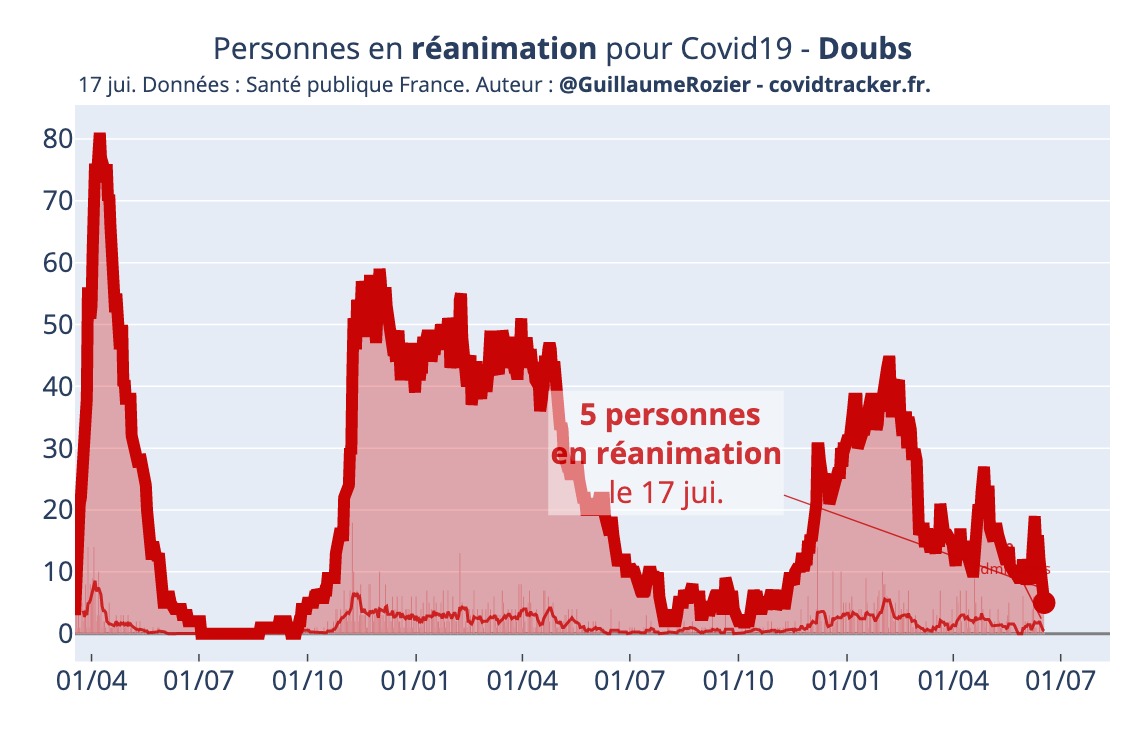 Personnes en réanimation pour Covid19 - Doubs
17 jui. Données : Santé publique France. Auteur : @GuillaumeRozier - covidtracker.fr.
80
70
60
50
40
30
20
10
0
5 personnes
en réanimation
le 17 jui.
01/04 01/07 01/10 01/01 01/04 01/07 01/10 01/01 01/04 01/07